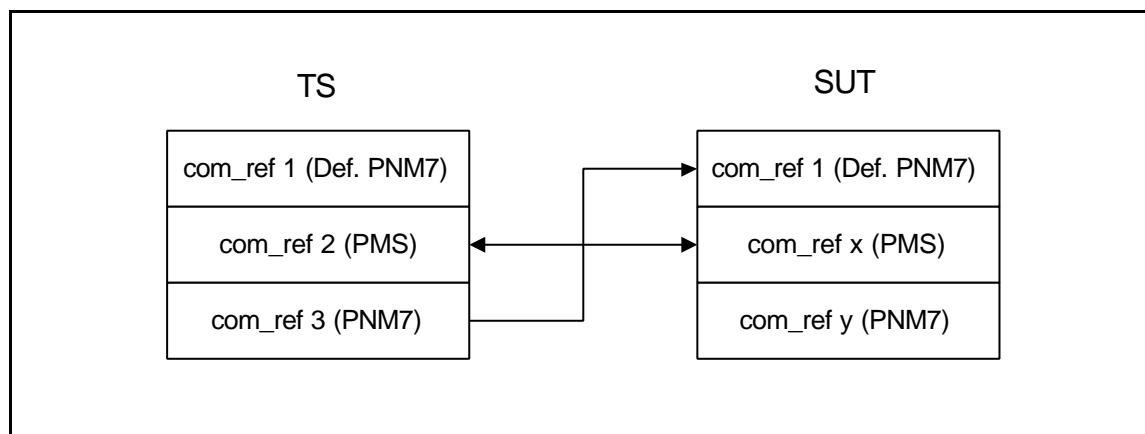 TS
SUT
com_ref 1 (Def. PNM7)
com_ref 1 (Def. PNM7)
com_ref 2 (PMS)
com_ref x (PMS)
com_ref 3 (PNM7)
com_ref y (PNM7)